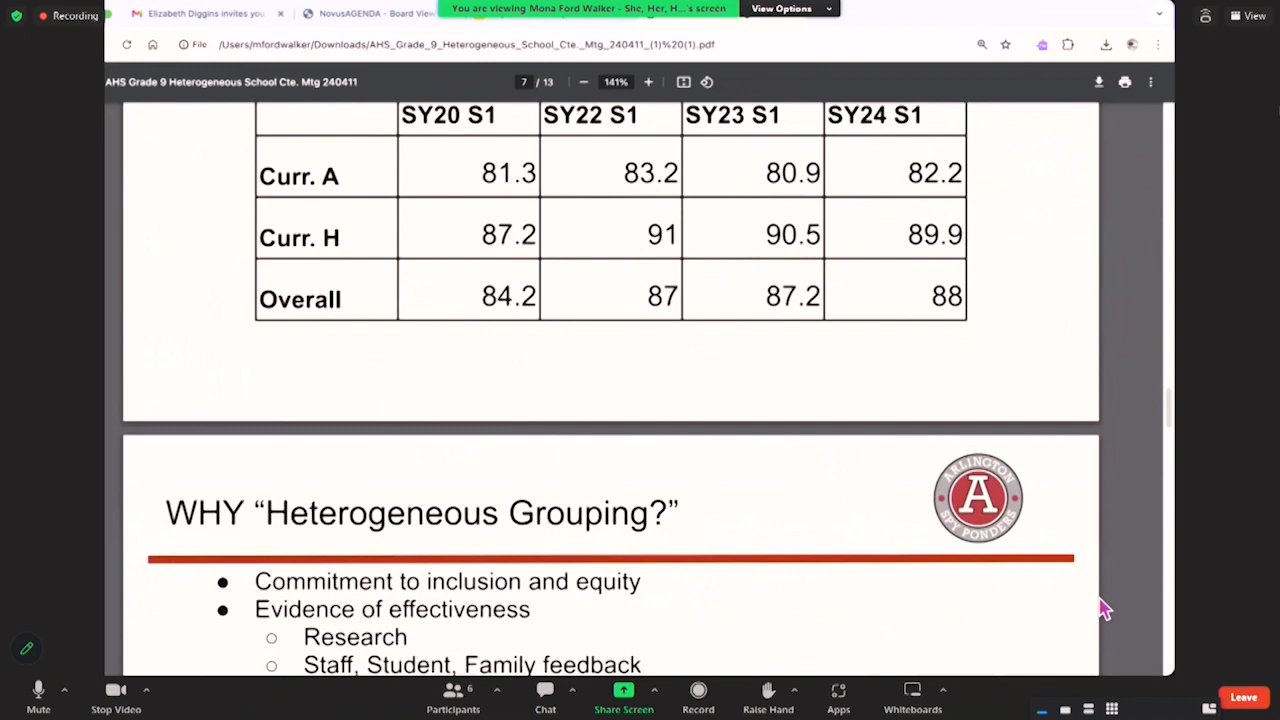 Recording
Elizabeth Diggins invites you
NovusAGENDA - Board View
You are viewing Mona Ford Walker - She, Her, H...'s screen
View Options
View
File
/Users/mfordwalker/Downloads/AHS_Grade_9_Heterogeneous_School_Cte._Mtg_240411_(1)%20(1).pdf
AHS Grade 9 Heterogeneous School Cte. Mtg 240411
7 / 13
141%
SY20 S1 SY22 S1 SY23 S1 SY24 S1
Curr. A 81.3 83.2 80.9 82.2
Curr. H 87.2 91 90.5 89.9
Overall 84.2 87 87.2 88
ARLINGTON
A
SPY PONDERS
WHY “Heterogeneous Grouping?”
● Commitment to inclusion and equity
● Evidence of effectiveness
○ Research
○ Staff, Student, Family feedback
6
Mute
Stop Video
Participants
Chat
Share Screen
Record
Raise Hand
Apps
Whiteboards
Leave